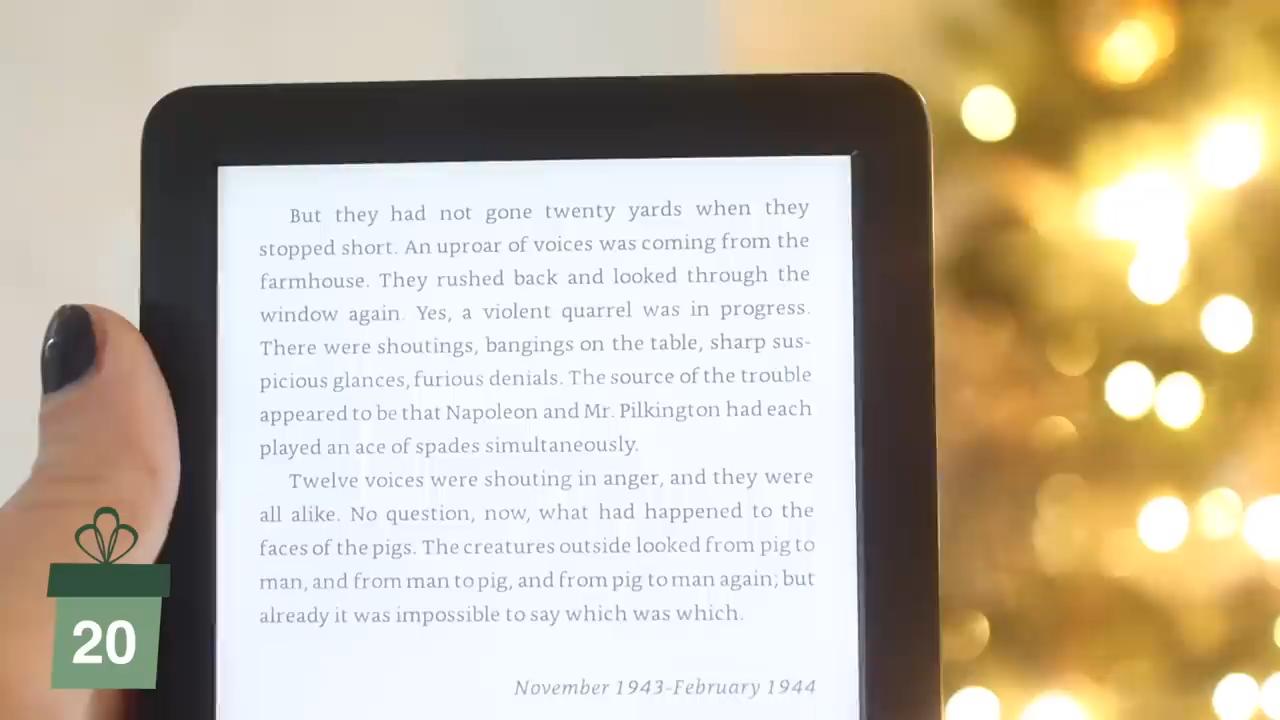 But they had not gone twenty yards when they
stopped short. An uproar of voices was coming from the
farmhouse. They rushed back and looked through the
window again. Yes, a violent quarrel was in progress.
There were shoutings, bangings on the table, sharp sus-
picious glances, furious denials. The source of the trouble
appeared to be that Napoleon and Mr. Pilkington had each
played an ace of spades simultaneously.
Twelve voices were shouting in anger, and they were
all alike. No question, now, what had happened to the
faces of the pigs. The creatures outside looked from pig to
man, and from man to pig, and from pig to man again; but
already it was impossible to say which was which.
November 1943-February 1944
20